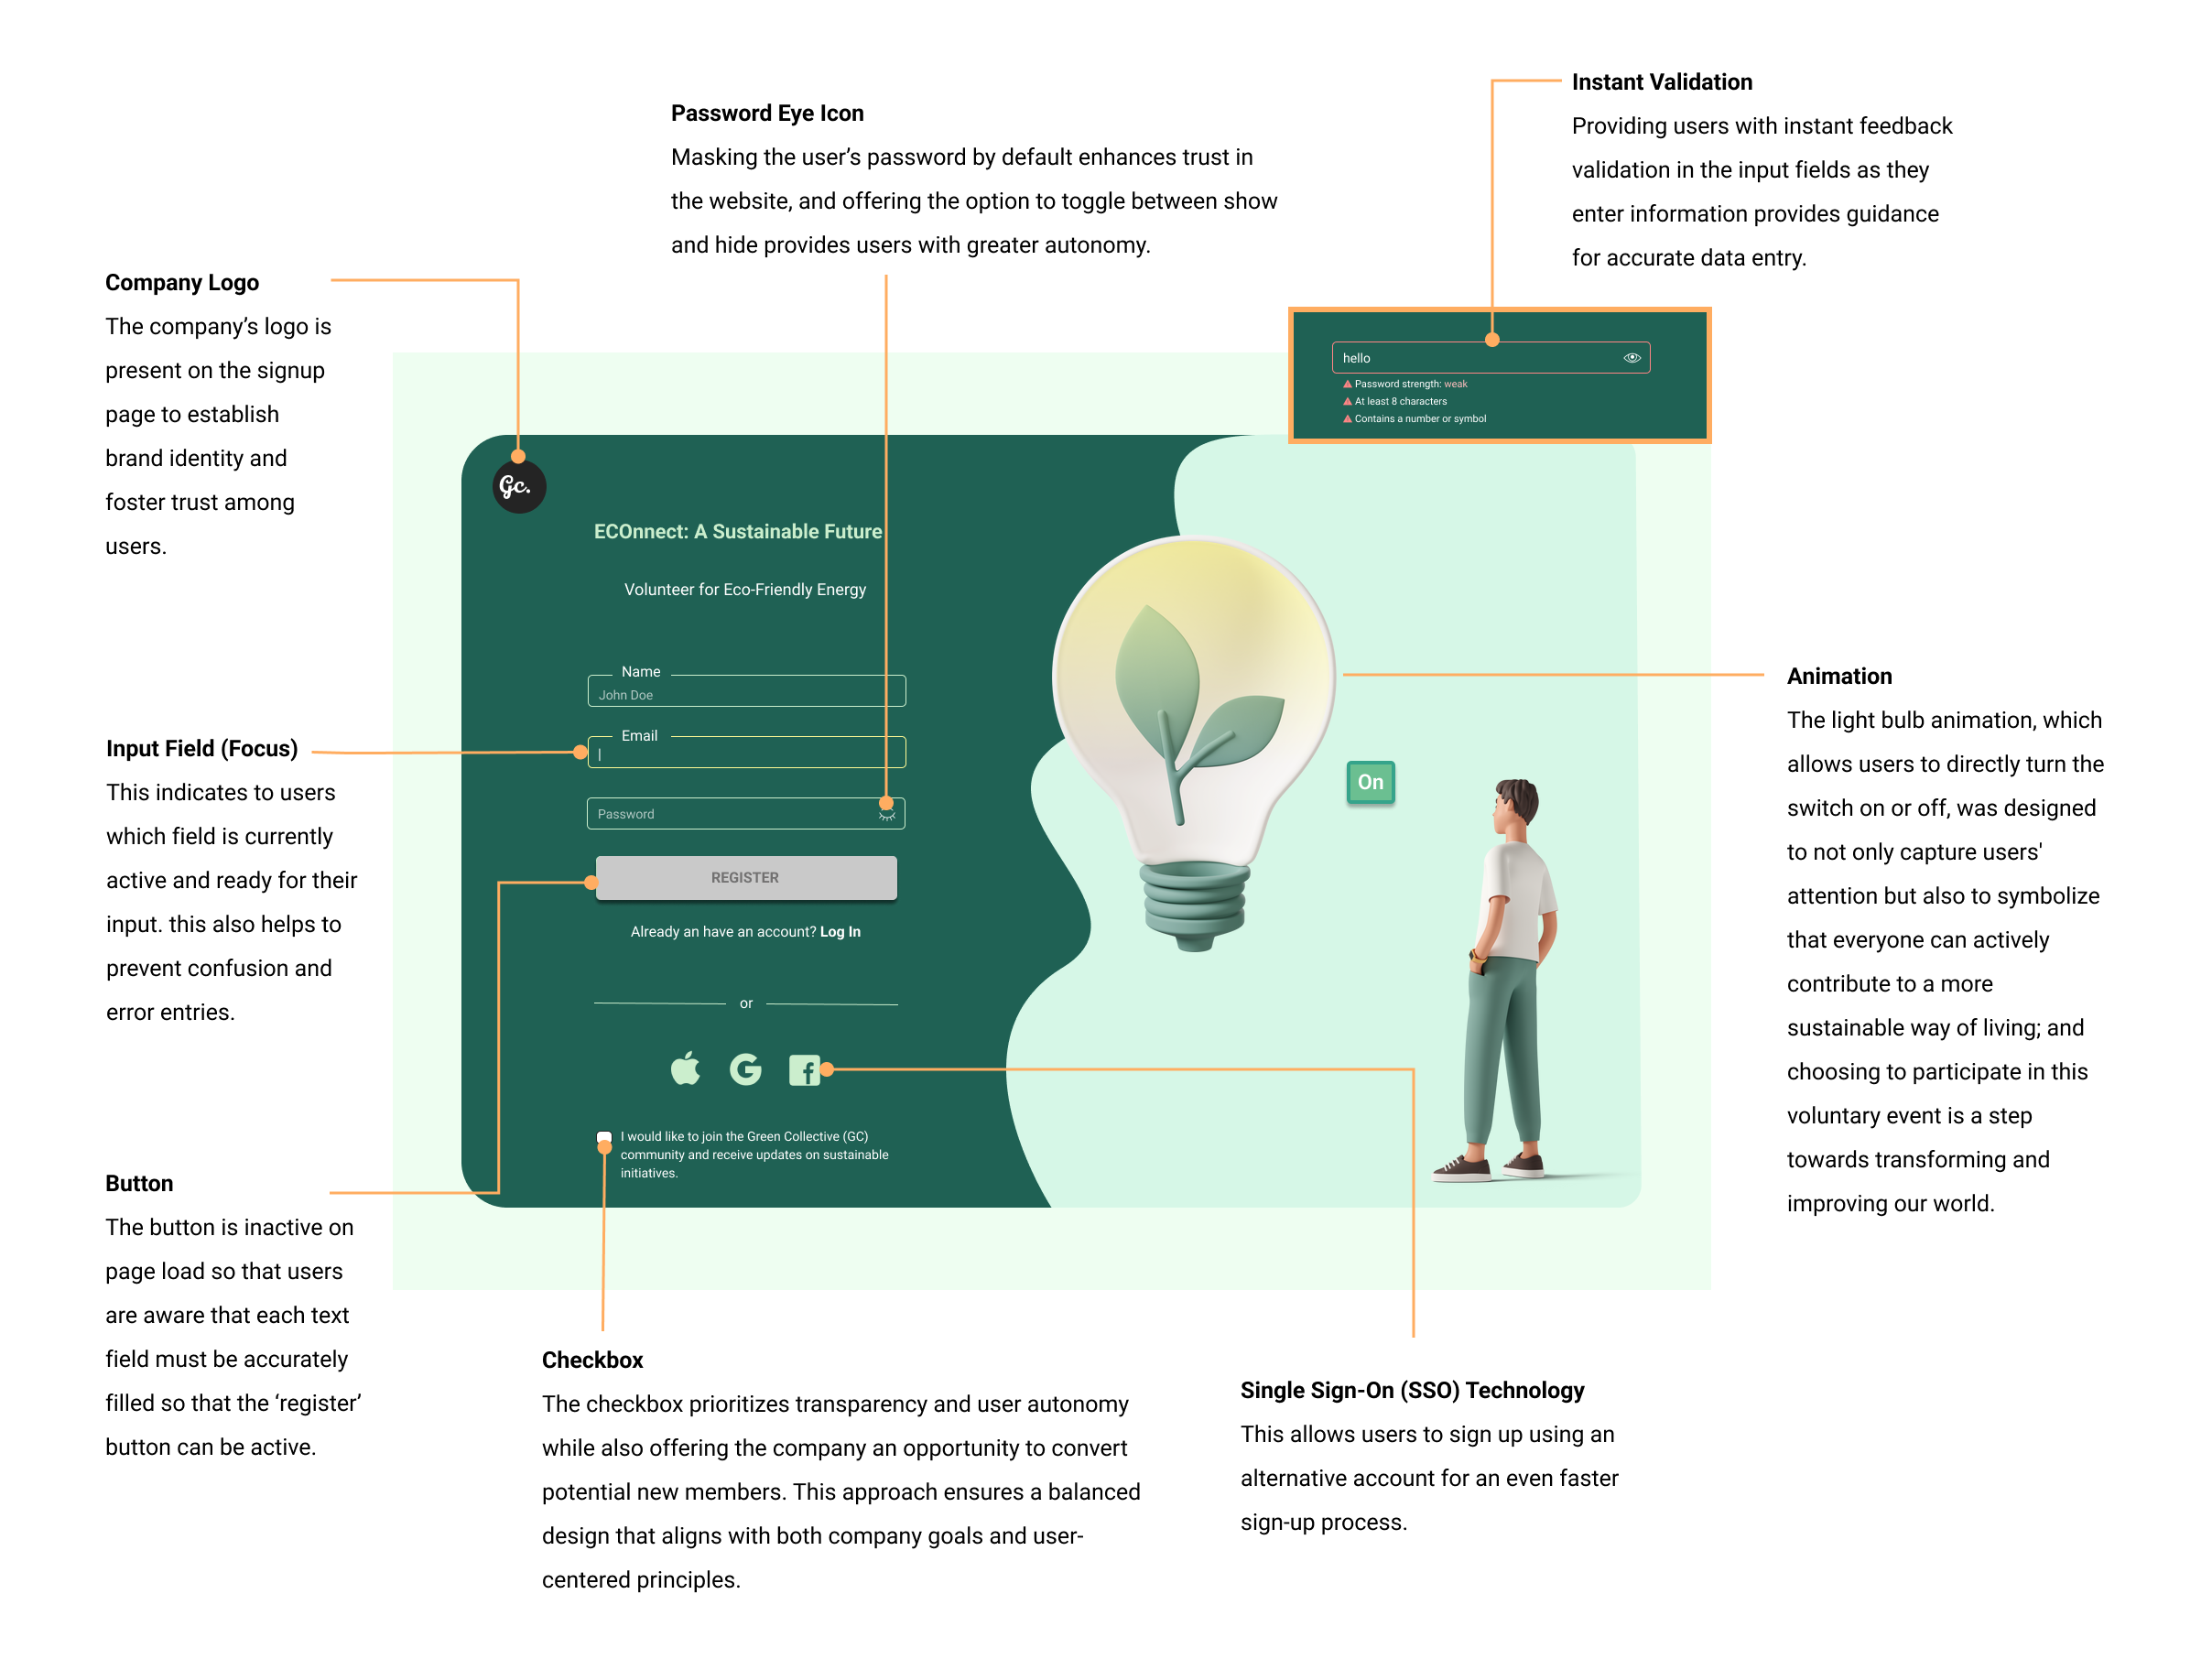 Instant Validation
Providing users with instant feedback
validation in the input fields as they
enter information provides guidance
for accurate data entry.
Password Eye Icon
Masking the user’s password by default enhances trust in
the website, and offering the option to toggle between show
and hide provides users with greater autonomy.
Company Logo
The company’s logo is
present on the signup
page to establish
brand identity and
foster trust among
users.
hello
Password strength: weak
At least 8 characters
Contains a number or symbol
Gc.
ECOnnect: A Sustainable Future
Volunteer for Eco-Friendly Energy
Name
John Doe
Email
Password
REGISTER
Already an have an account? Log In
or
I would like to join the Green Collective (GC)
community and receive updates on sustainable
initiatives.
On
Input Field (Focus)
This indicates to users
which field is currently
active and ready for their
input. this also helps to
prevent confusion and
error entries.
Animation
The light bulb animation, which
allows users to directly turn the
switch on or off, was designed
to not only capture users'
attention but also to symbolize
that everyone can actively
contribute to a more
sustainable way of living; and
choosing to participate in this
voluntary event is a step
towards transforming and
improving our world.
Button
The button is inactive on
page load so that users
are aware that each text
field must be accurately
filled so that the ‘register’
button can be active.
Checkbox
The checkbox prioritizes transparency and user autonomy
while also offering the company an opportunity to convert
potential new members. This approach ensures a balanced
design that aligns with both company goals and user-
centered principles.
Single Sign-On (SSO) Technology
This allows users to sign up using an
alternative account for an even faster
sign-up process.